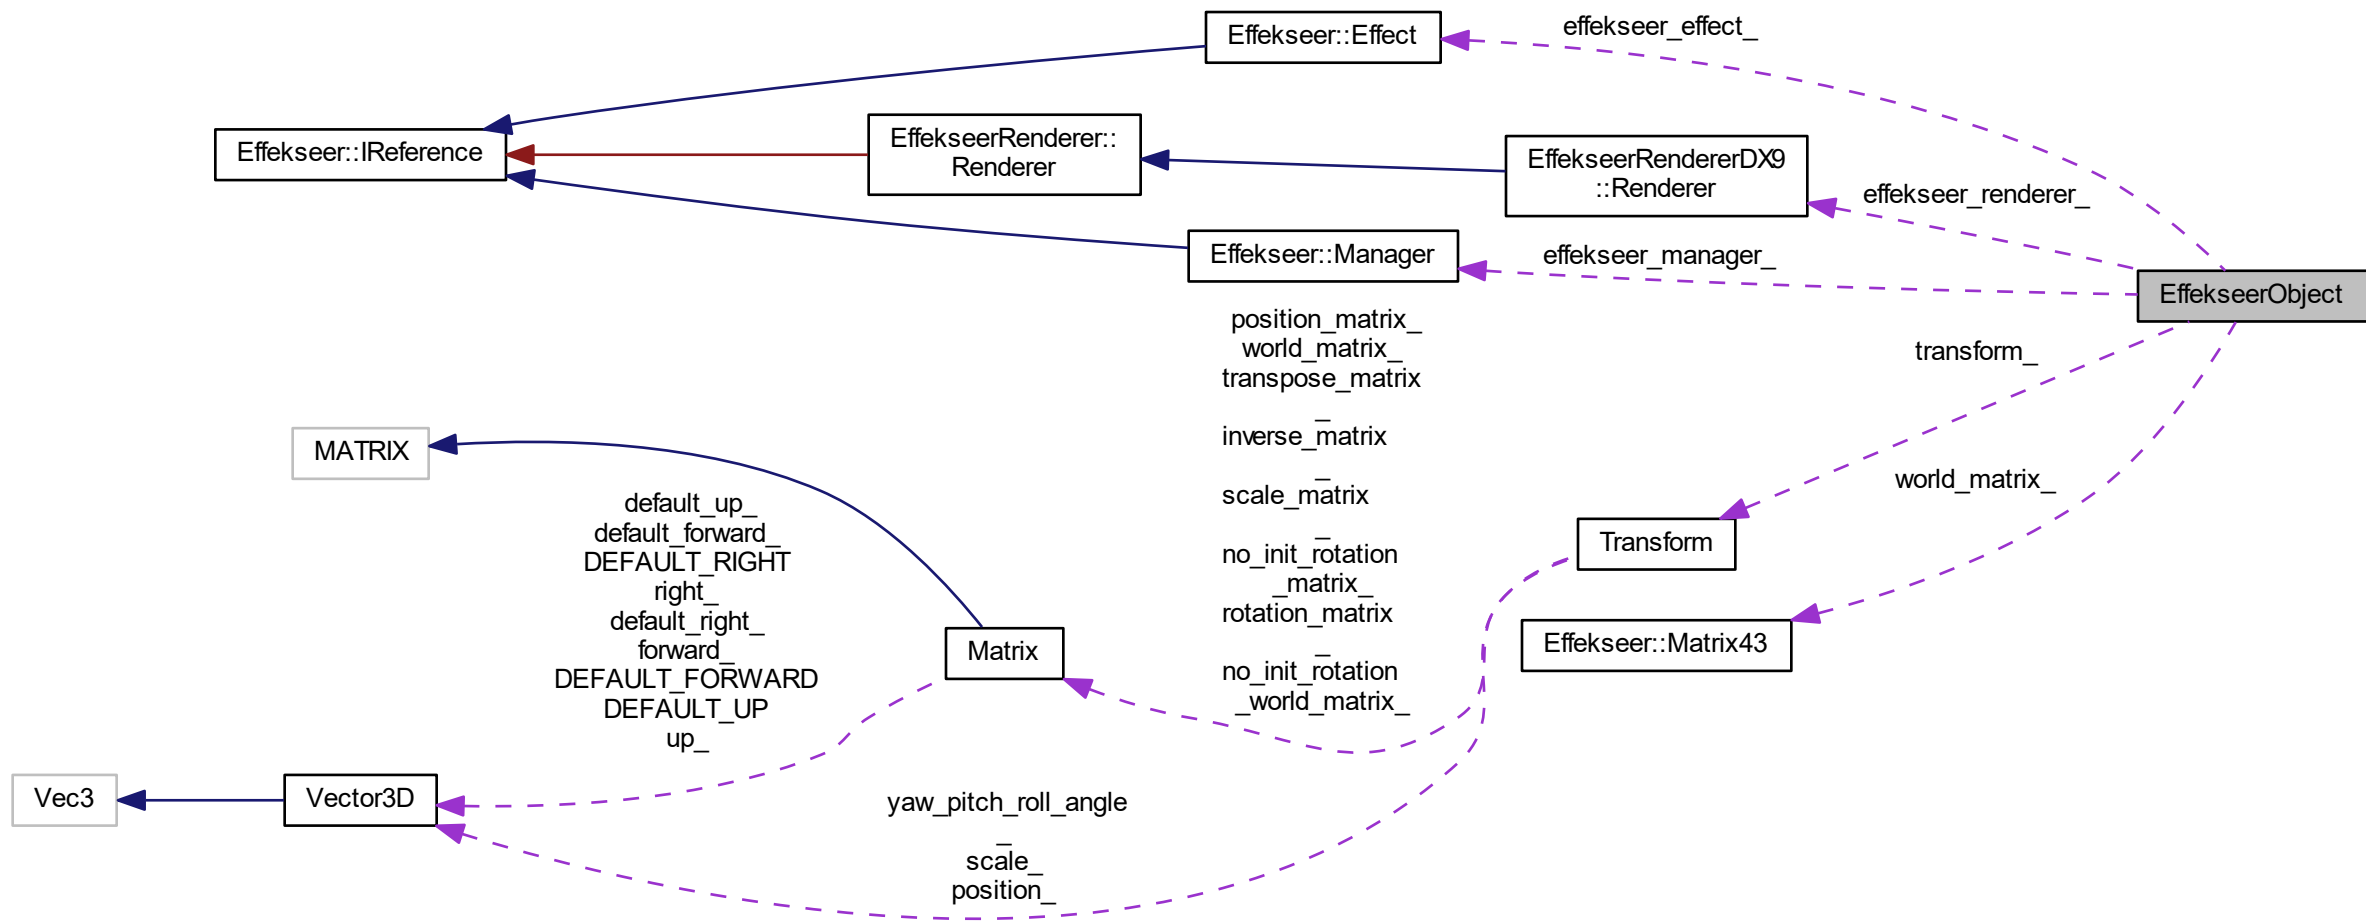 Effekseer::Effect
effekseer_effect_
Effekseer::IReference
EffekseerRenderer::
Renderer
EffekseerRendererDX9
::Renderer
effekseer_renderer_
Effekseer::Manager
effekseer_manager_
EffekseerObject
position_matrix_
world_matrix_
transpose_matrix
_
inverse_matrix
_
scale_matrix
_
no_init_rotation
_matrix_
rotation_matrix
_
no_init_rotation
_world_matrix_
transform_
world_matrix_
MATRIX
default_up_
default_forward_
DEFAULT_RIGHT
right_
default_right_
forward_
DEFAULT_FORWARD
DEFAULT_UP
up_
Transform
Matrix
Effekseer::Matrix43
Vec3
Vector3D
yaw_pitch_roll_angle
_
scale_
position_